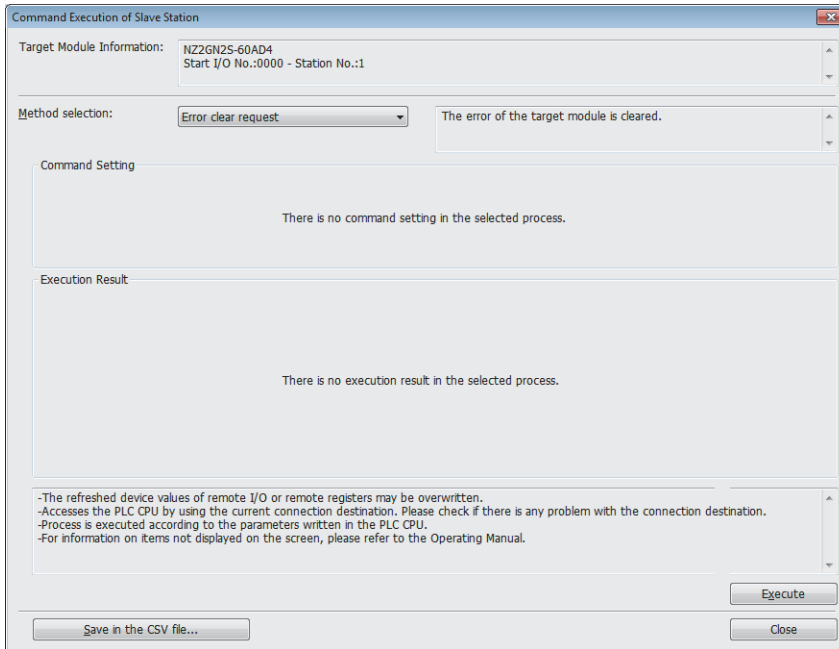 Command Execution of Slave Station
Target Module Information:
NZ2GN2S-60AD4
Start I/O No.:0000 - Station No.:1
Method selection:
Error clear request
The error of the target module is cleared.
Command Setting
There is no command setting in the selected process.
Execution Result
There is no execution result in the selected process.
-The refreshed device values of remote I/O or remote registers may be overwritten.
-Accesses the PLC CPU by using the current connection destination. Please check if there is any problem with the connection destination.
-Process is executed according to the parameters written in the PLC CPU.
-For information on items not displayed on the screen, please refer to the Operating Manual.
Execute
Save in the CSV file...
Close